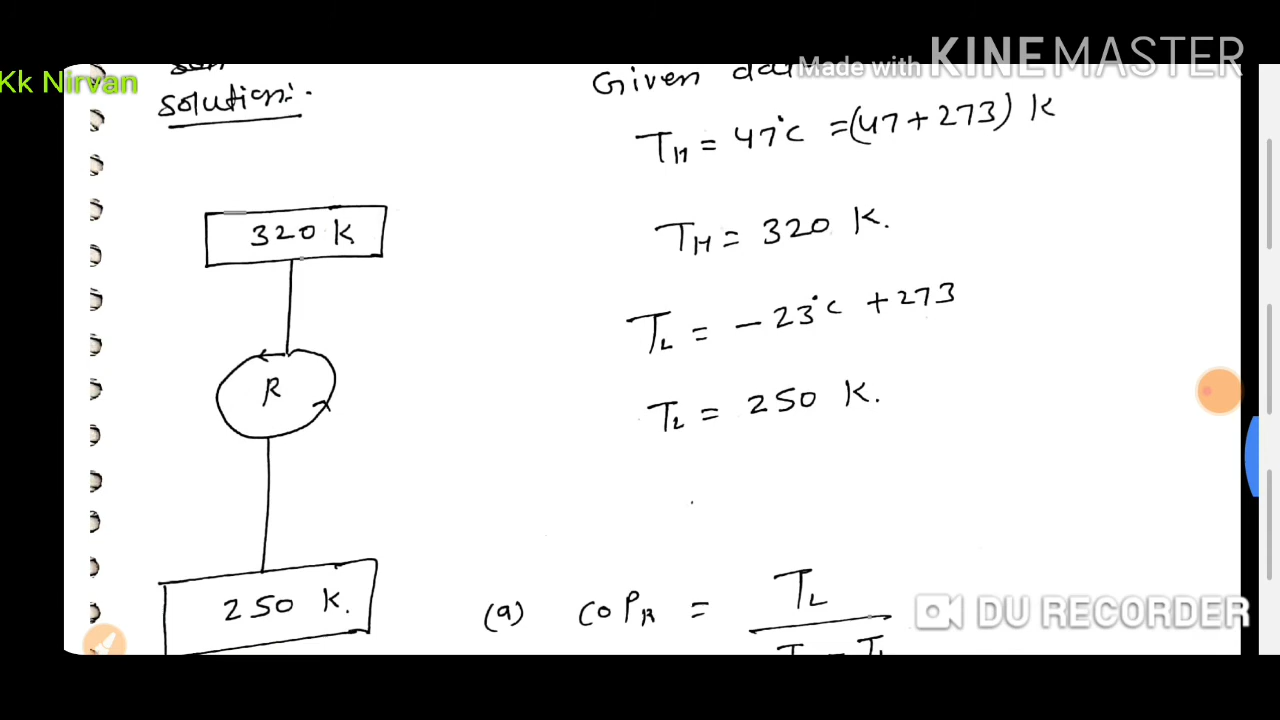 Made with KINEMASTER
Kk Nirvan
Given
solution:-
TH = 47°C = (47 + 273) K
320 K
TH = 320 K.
TL = - 23°C + 273
R
TL = 250 K.
250 K.
(a) COPR = TL
DU RECORDER